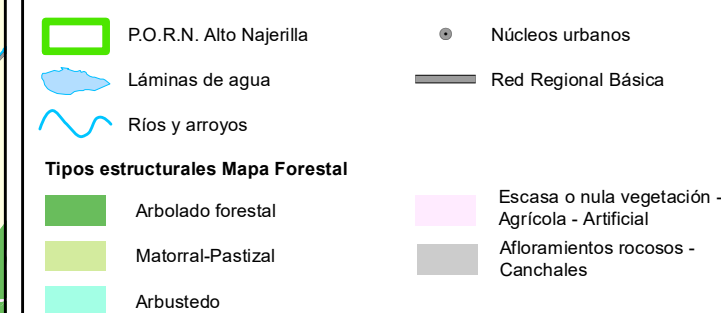 P.O.R.N. Alto Najerilla
Láminas de agua
Ríos y arroyos
Núcleos urbanos
Red Regional Básica
Tipos estructurales Mapa Forestal
Arbolado forestal
Matorral-Pastizal
Arbustedo
Escasa o nula vegetación -
Agrícola - Artificial
Afloramientos rocosos -
Canchales